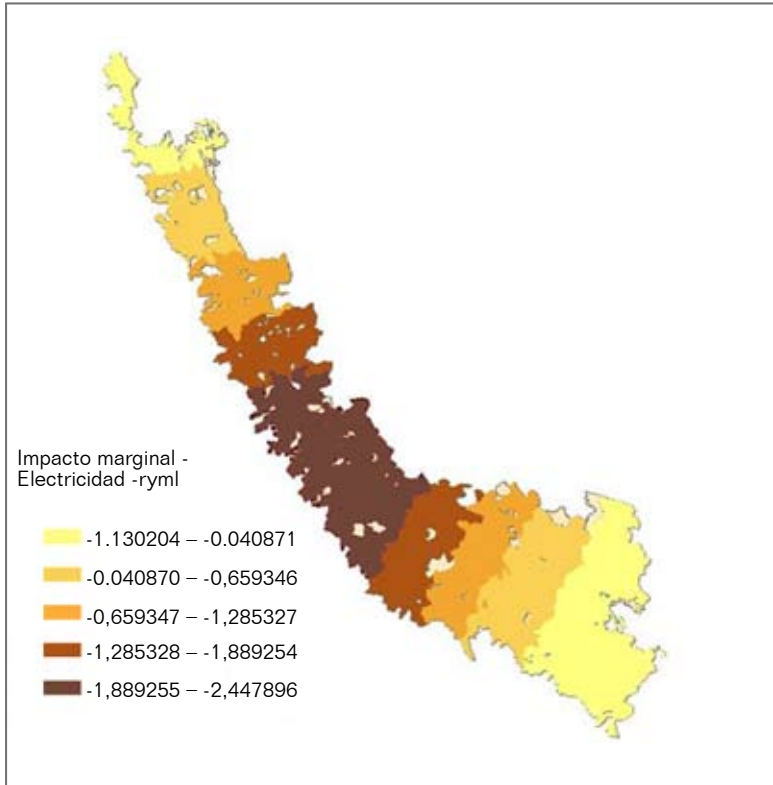 Impacto marginal -
Electricidad -ryml
-1.130204 – -0.040871
-0.040870 – -0,659346
-0,659347 – -1,285327
-1,285328 – -1,889254
-1,889255 – -2,447896